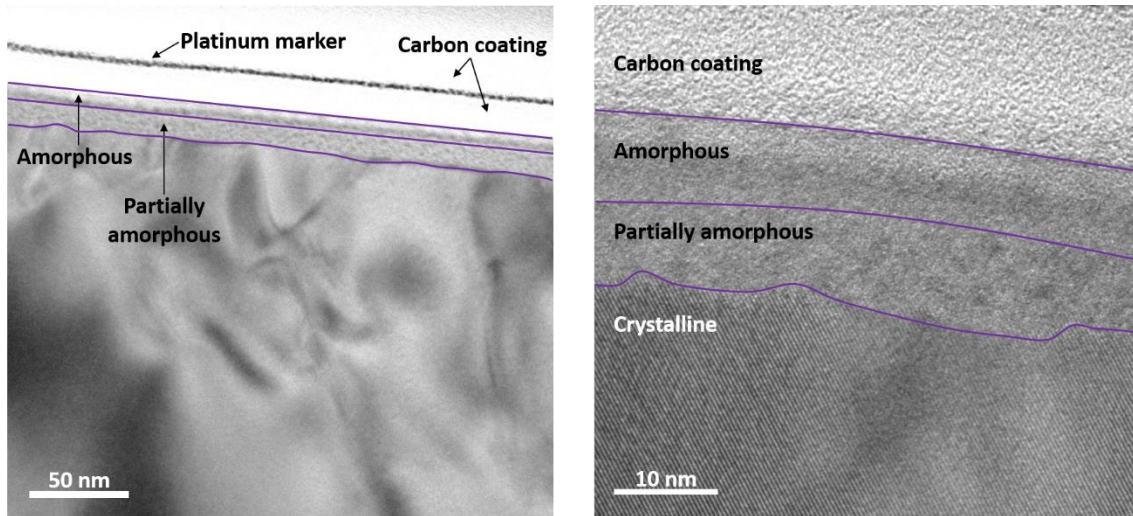 Platinum marker
Carbon coating
Amorphous
Partially
amorphous
50 nm
Carbon coating
Amorphous
Partially amorphous
Crystalline
10 nm